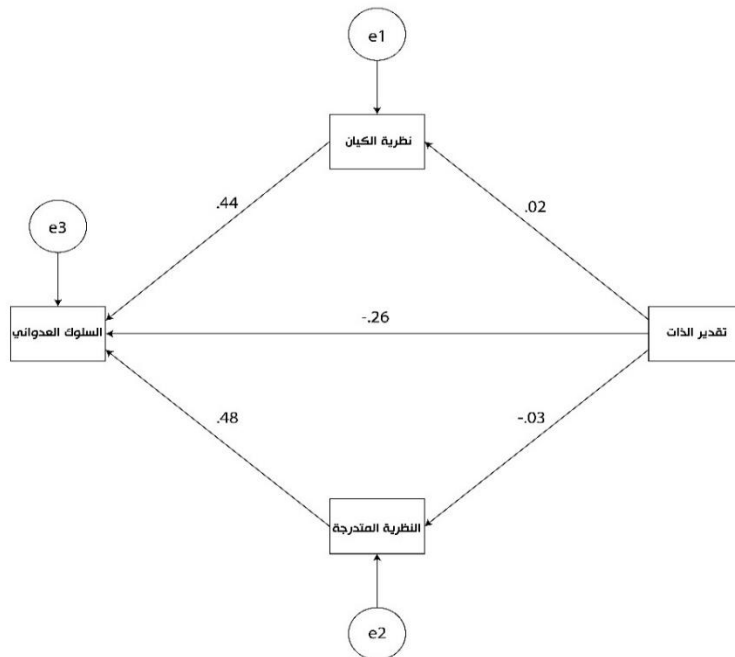 e1
نظرية الكيان
.44
.02
e3
السلوك العدواني
-.26
تقدير الذات
.48
-.03
النظرية المتدرجة
e2